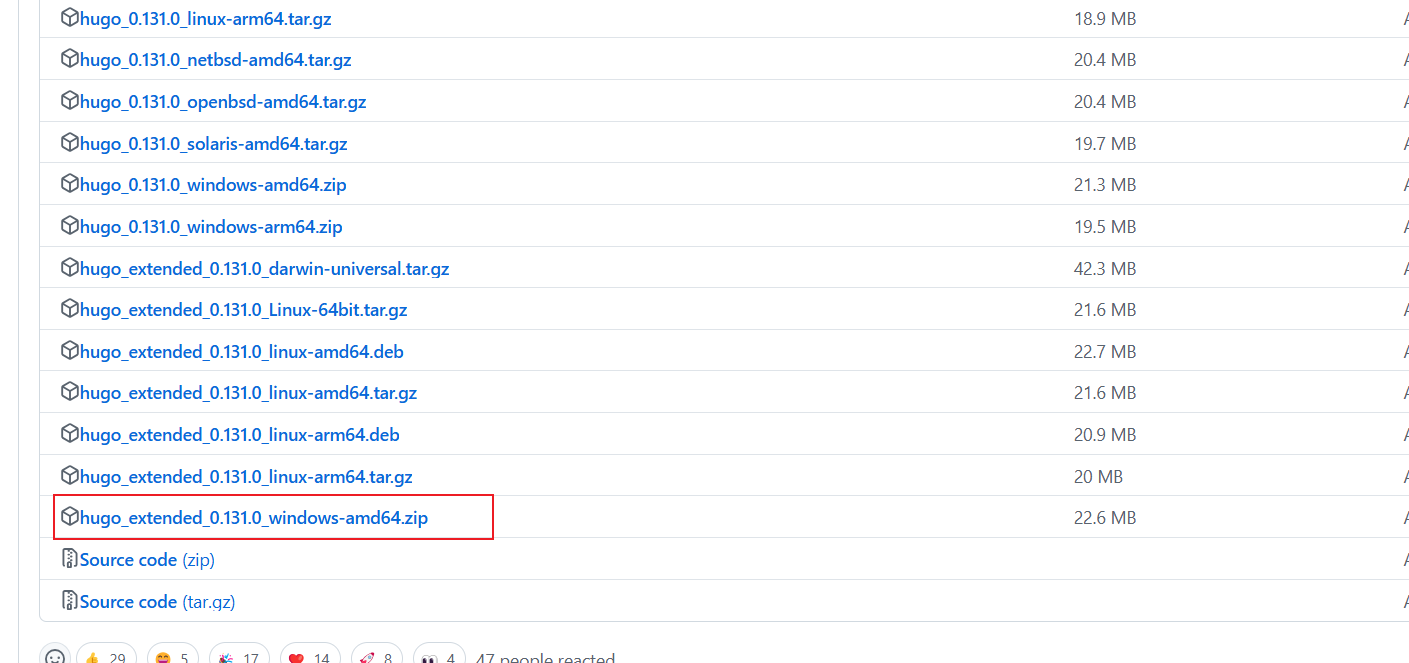 hugo_0.131.0_linux-arm64.tar.gz 18.9 MB A
hugo_0.131.0_netbsd-amd64.tar.gz 20.4 MB A
hugo_0.131.0_openbsd-amd64.tar.gz 20.4 MB A
hugo_0.131.0_solaris-amd64.tar.gz 19.7 MB A
hugo_0.131.0_windows-amd64.zip 21.3 MB A
hugo_0.131.0_windows-arm64.zip 19.5 MB A
hugo_extended_0.131.0_darwin-universal.tar.gz 42.3 MB A
hugo_extended_0.131.0_Linux-64bit.tar.gz 21.6 MB A
hugo_extended_0.131.0_linux-amd64.deb 22.7 MB A
hugo_extended_0.131.0_linux-amd64.tar.gz 21.6 MB A
hugo_extended_0.131.0_linux-arm64.deb 20.9 MB A
hugo_extended_0.131.0_linux-arm64.tar.gz 20 MB A
hugo_extended_0.131.0_windows-amd64.zip 22.6 MB A
Source code (zip) A
Source code (tar.gz) A
29 5 17 14 8 4 47 people reacted